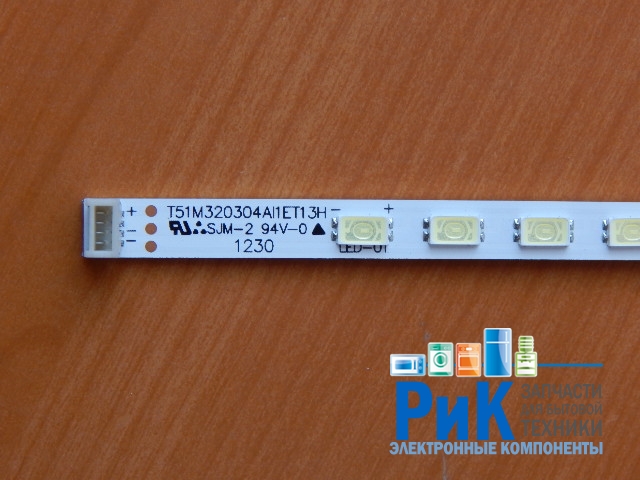 + T51M320304AI1ET13H - +
– SJM-2 94V-0
– 1230 LED-01
РиК
ЗАПЧАСТИ
ДЛЯ БЫТОВОЙ
ТЕХНИКИ
ЭЛЕКТРОННЫЕ КОМПОНЕНТЫ